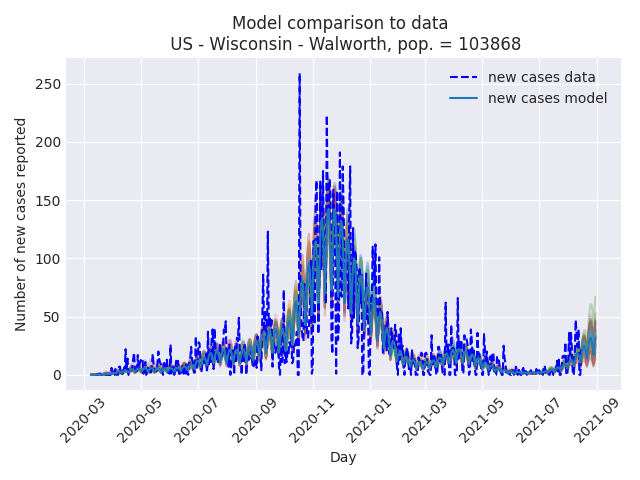 Model comparison to data
US - Wisconsin - Walworth, pop. = 103868
new cases data
new cases model
Number of new cases reported
250
200
150
100
50
0
2020-03
2020-05
2020-07
2020-09
2020-11
2021-01
2021-03
2021-05
2021-07
2021-09
Day